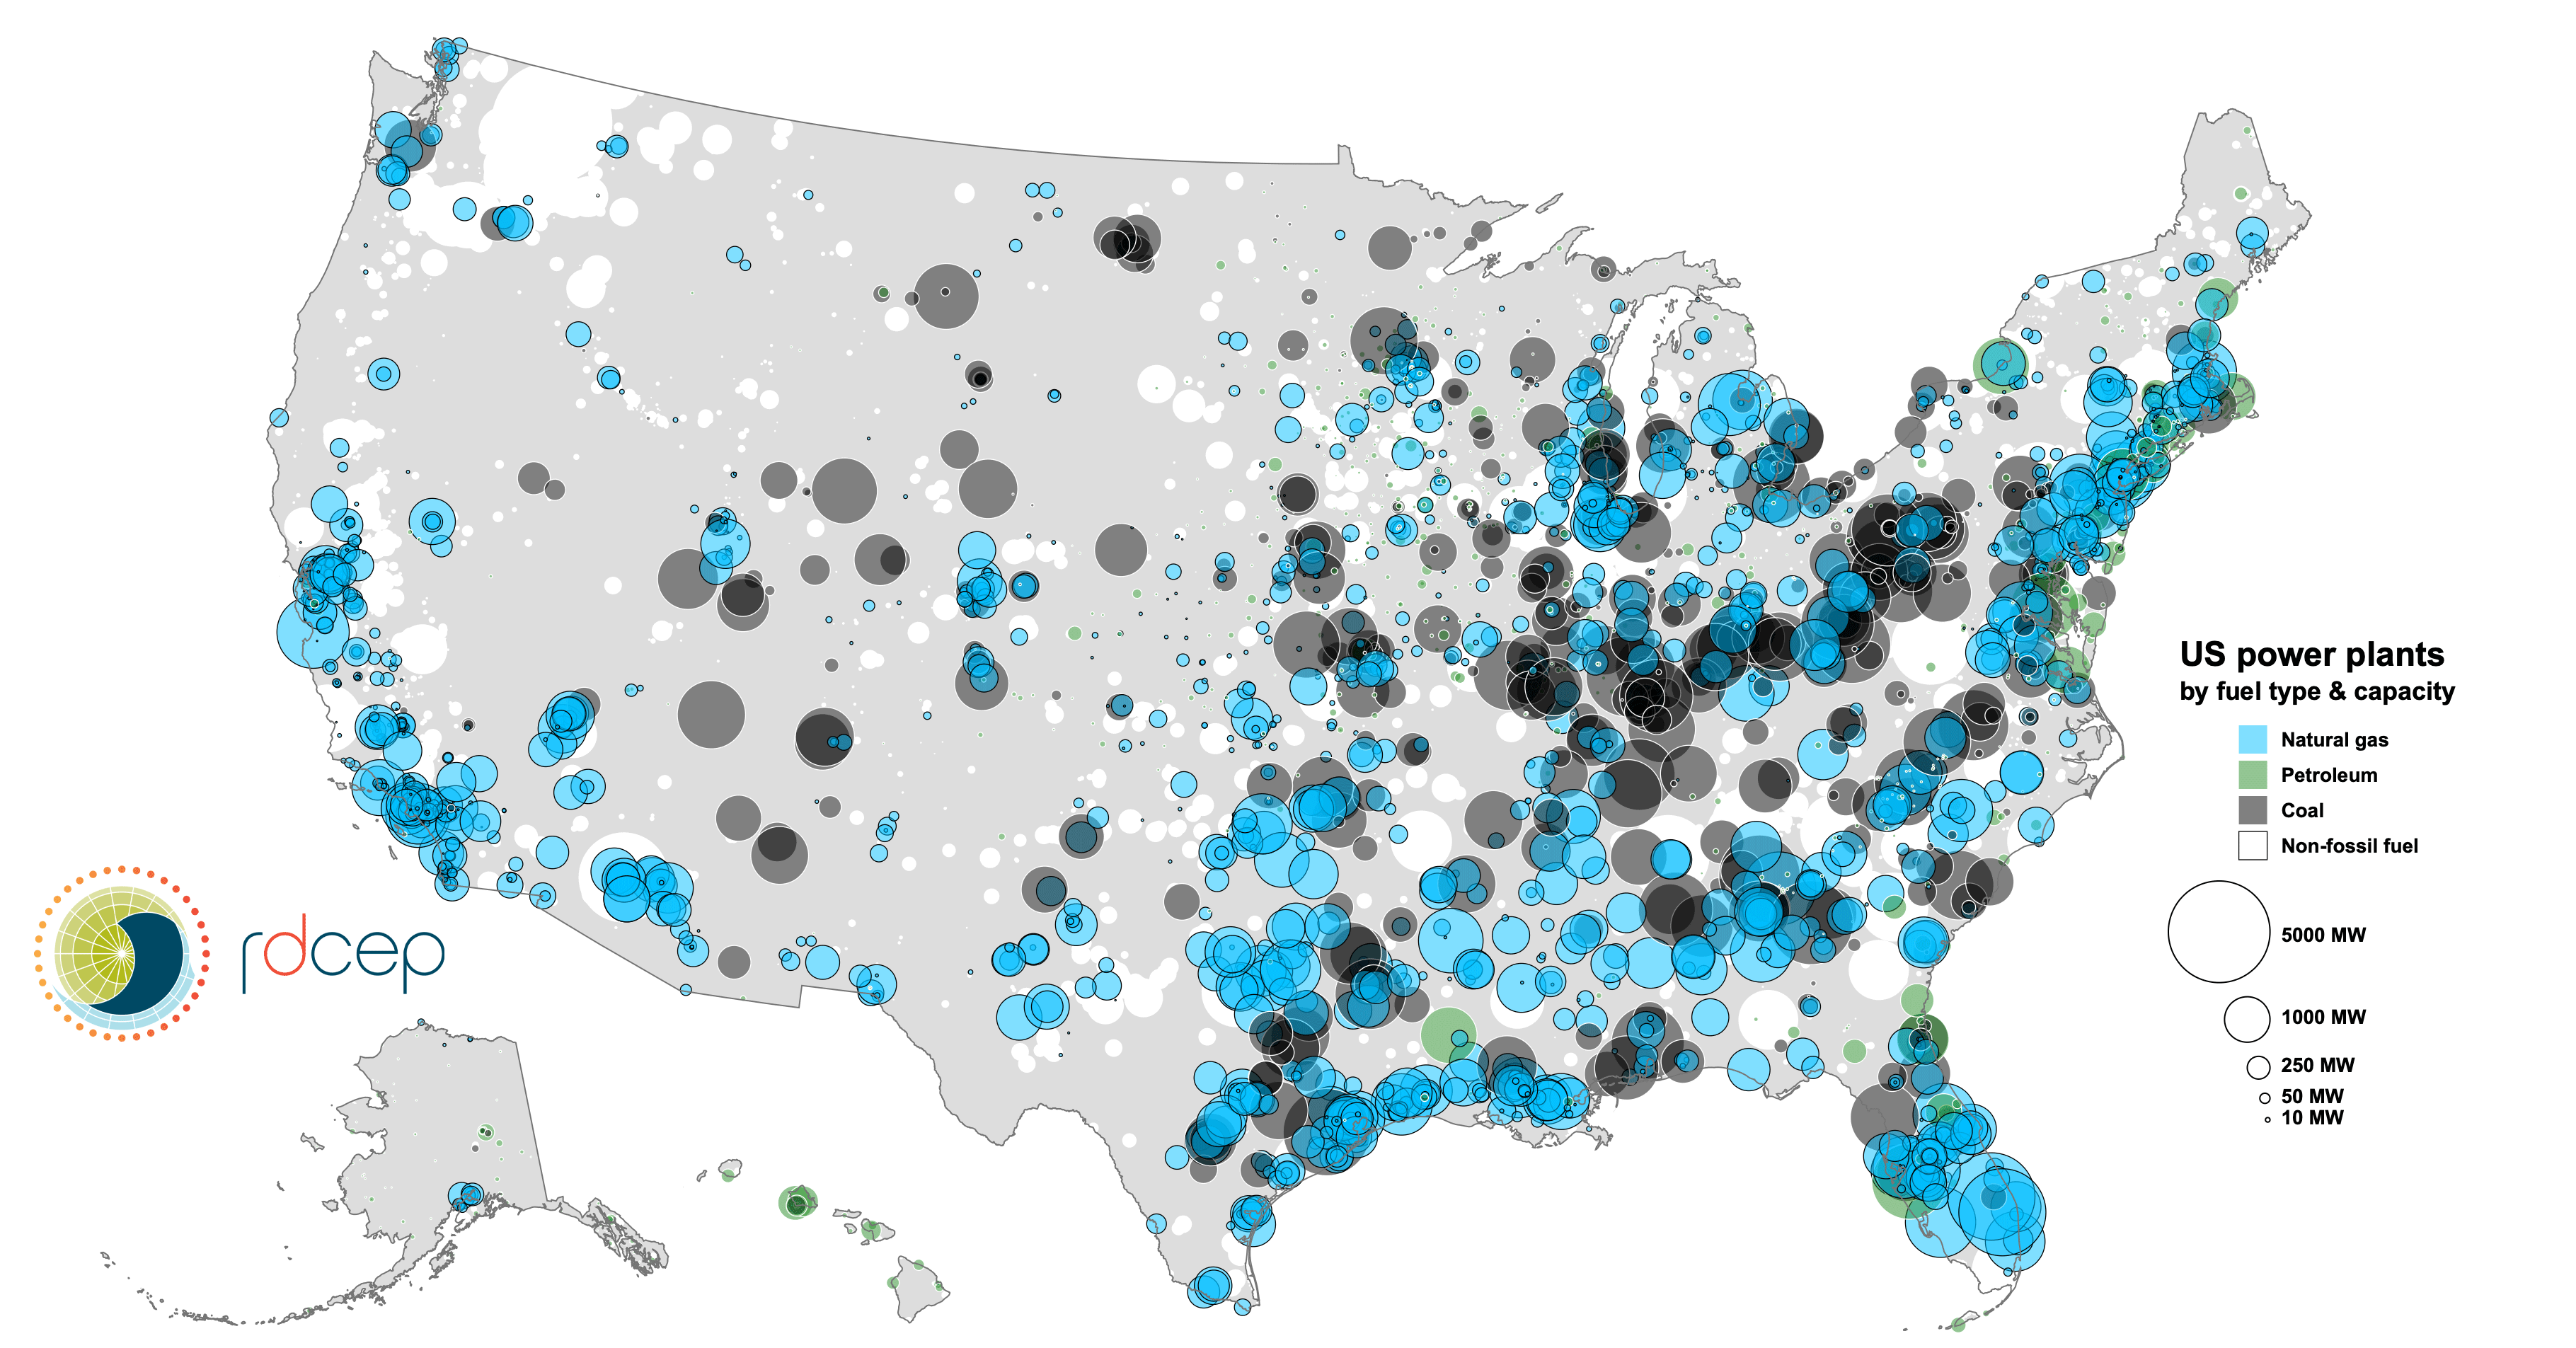 US power plants
by fuel type & capacity
Natural gas
Petroleum
Coal
Non-fossil fuel
5000 MW
1000 MW
250 MW
50 MW
10 MW
rdcep